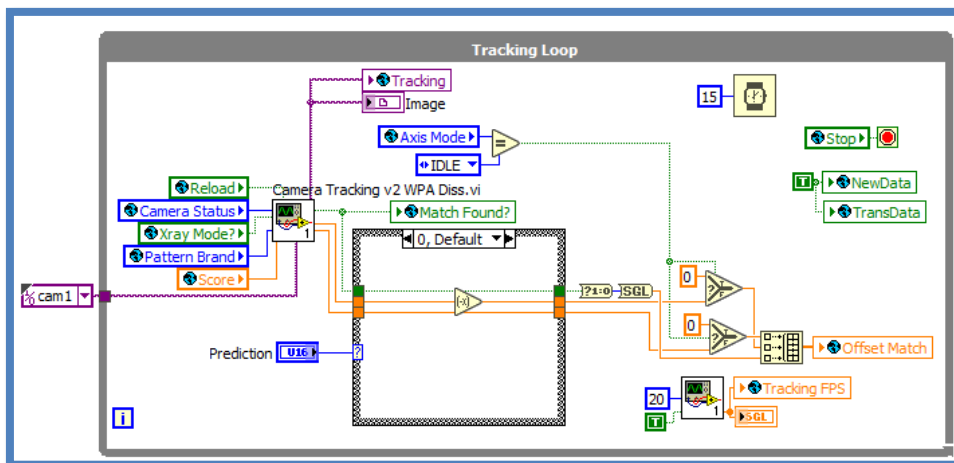 Tracking Loop
Tracking
Image
15
Axis Mode
=
IDLE
Stop
Reload
Camera Tracking v2 WPA Diss.vi
T
NewData
Camera Status
Match Found?
TransData
Xray Mode?
1
0, Default
Pattern Brand
Score
0
?
T
F
cam1
?1:0
SGL
(-x)
0
?
T
F
Offset Match
Prediction
U16
?
20
Tracking FPS
1
T
SGL
i